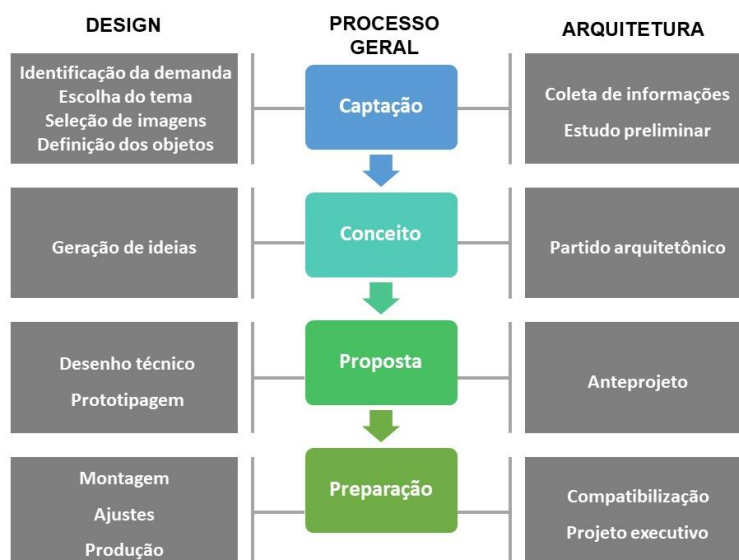 DESIGN
PROCESSO
GERAL
ARQUITETURA
Identificação da demanda
Escolha do tema
Seleção de imagens
Definição dos objetos
Captação
Coleta de informações
Estudo preliminar
Geração de ideias
Conceito
Partido arquitetônico
Desenho técnico
Prototipagem
Proposta
Anteprojeto
Montagem
Ajustes
Produção
Preparação
Compatibilização
Projeto executivo